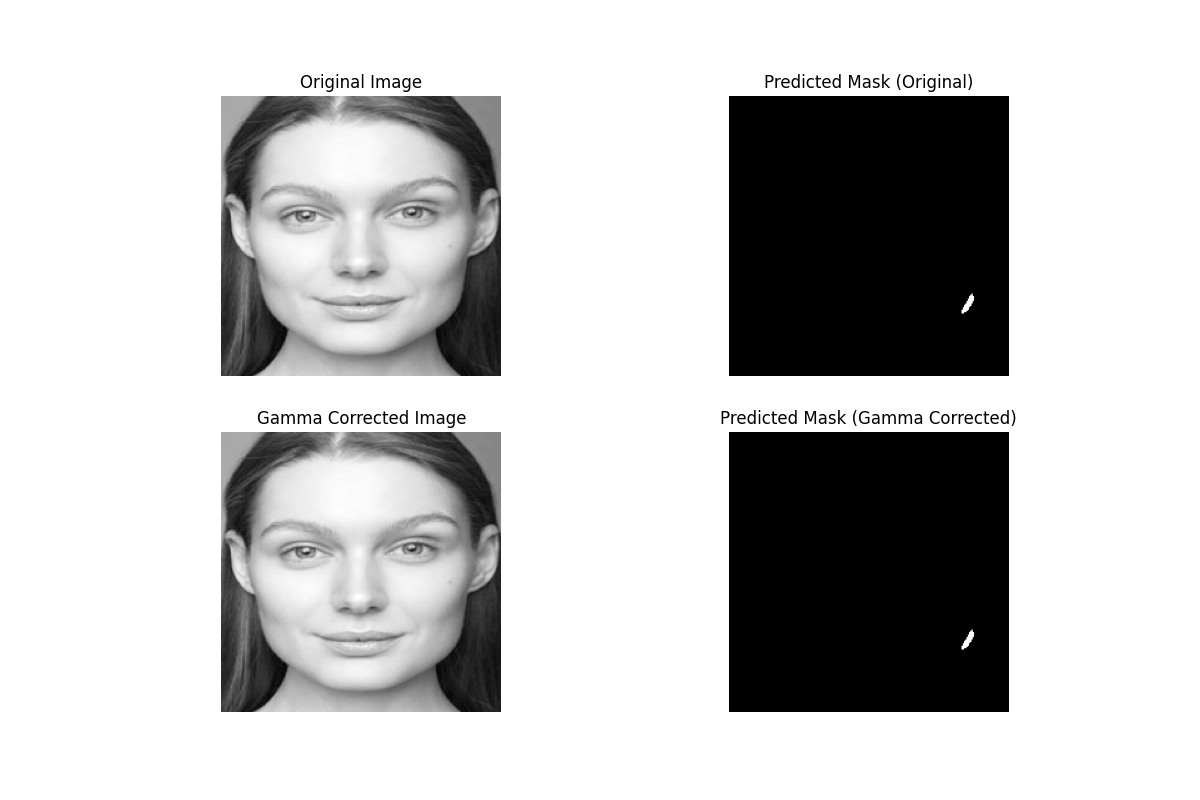 Original Image
Predicted Mask (Original)
Gamma Corrected Image
Predicted Mask (Gamma Corrected)